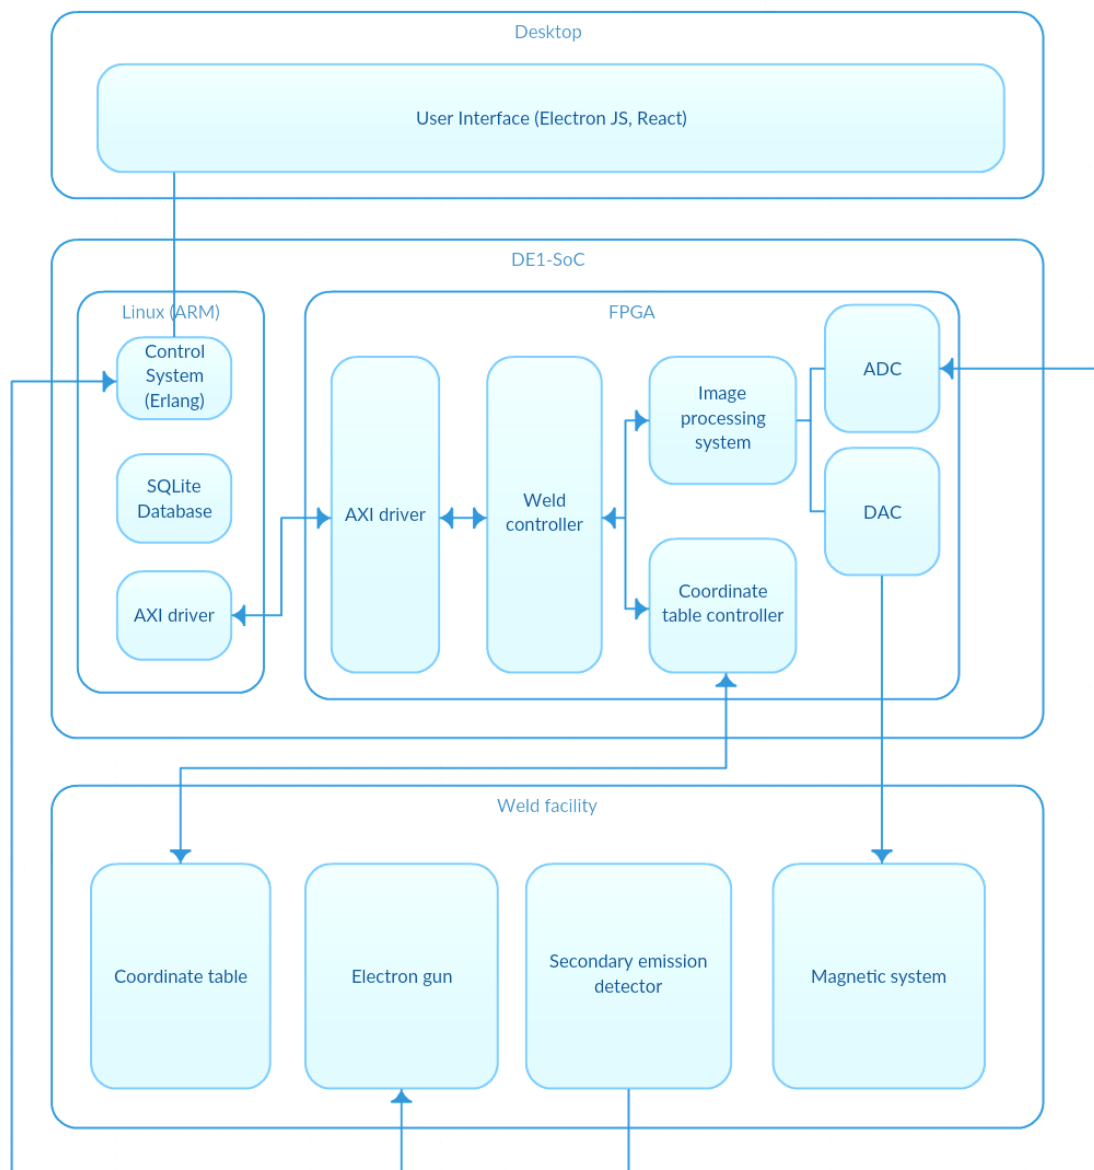 Desktop
User Interface (Electron JS, React)
DE1-SoC
Linux (ARM)
Control
System
(Erlang)
SQLite
Database
AXI driver
FPGA
AXI driver
Weld
controller
Image
processing
system
Coordinate
table controller
ADC
DAC
Weld facility
Coordinate table
Electron gun
Secondary emission
detector
Magnetic system